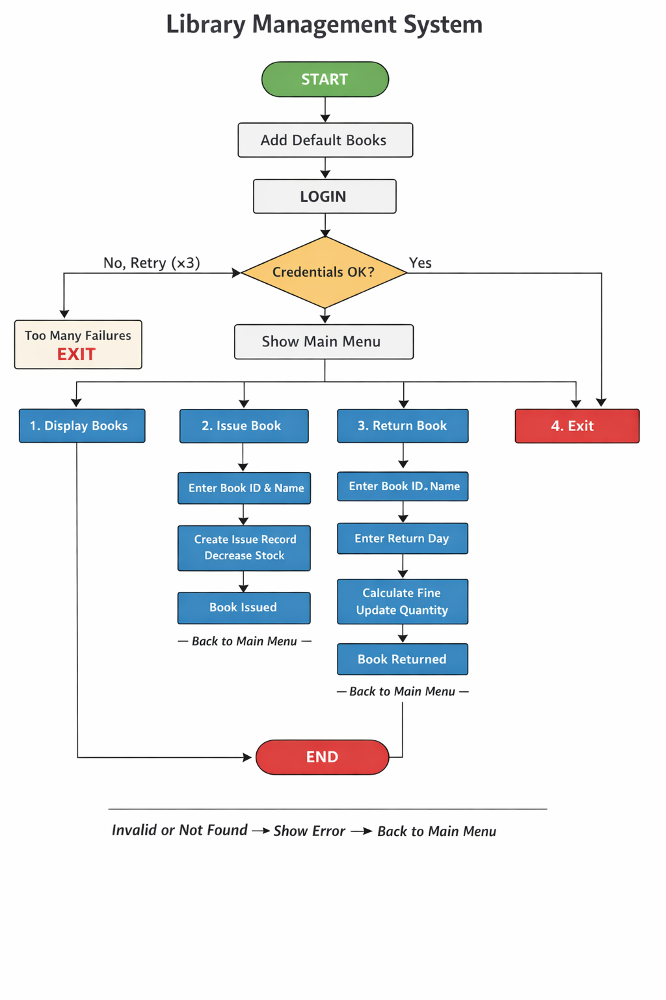 Library Management System
START
Add Default Books
LOGIN
No, Retry (×3)
Credentials OK?
Yes
Too Many Failures
EXIT
Show Main Menu
1. Display Books
2. Issue Book
3. Return Book
4. Exit
Enter Book ID & Name
Enter Book ID Name
Create Issue Record
Decrease Stock
Enter Return Day
Book Issued
Calculate Fine
Update Quantity
— Back to Main Menu —
Book Returned
— Back to Main Menu —
END
Invalid or Not Found → Show Error → Back to Main Menu